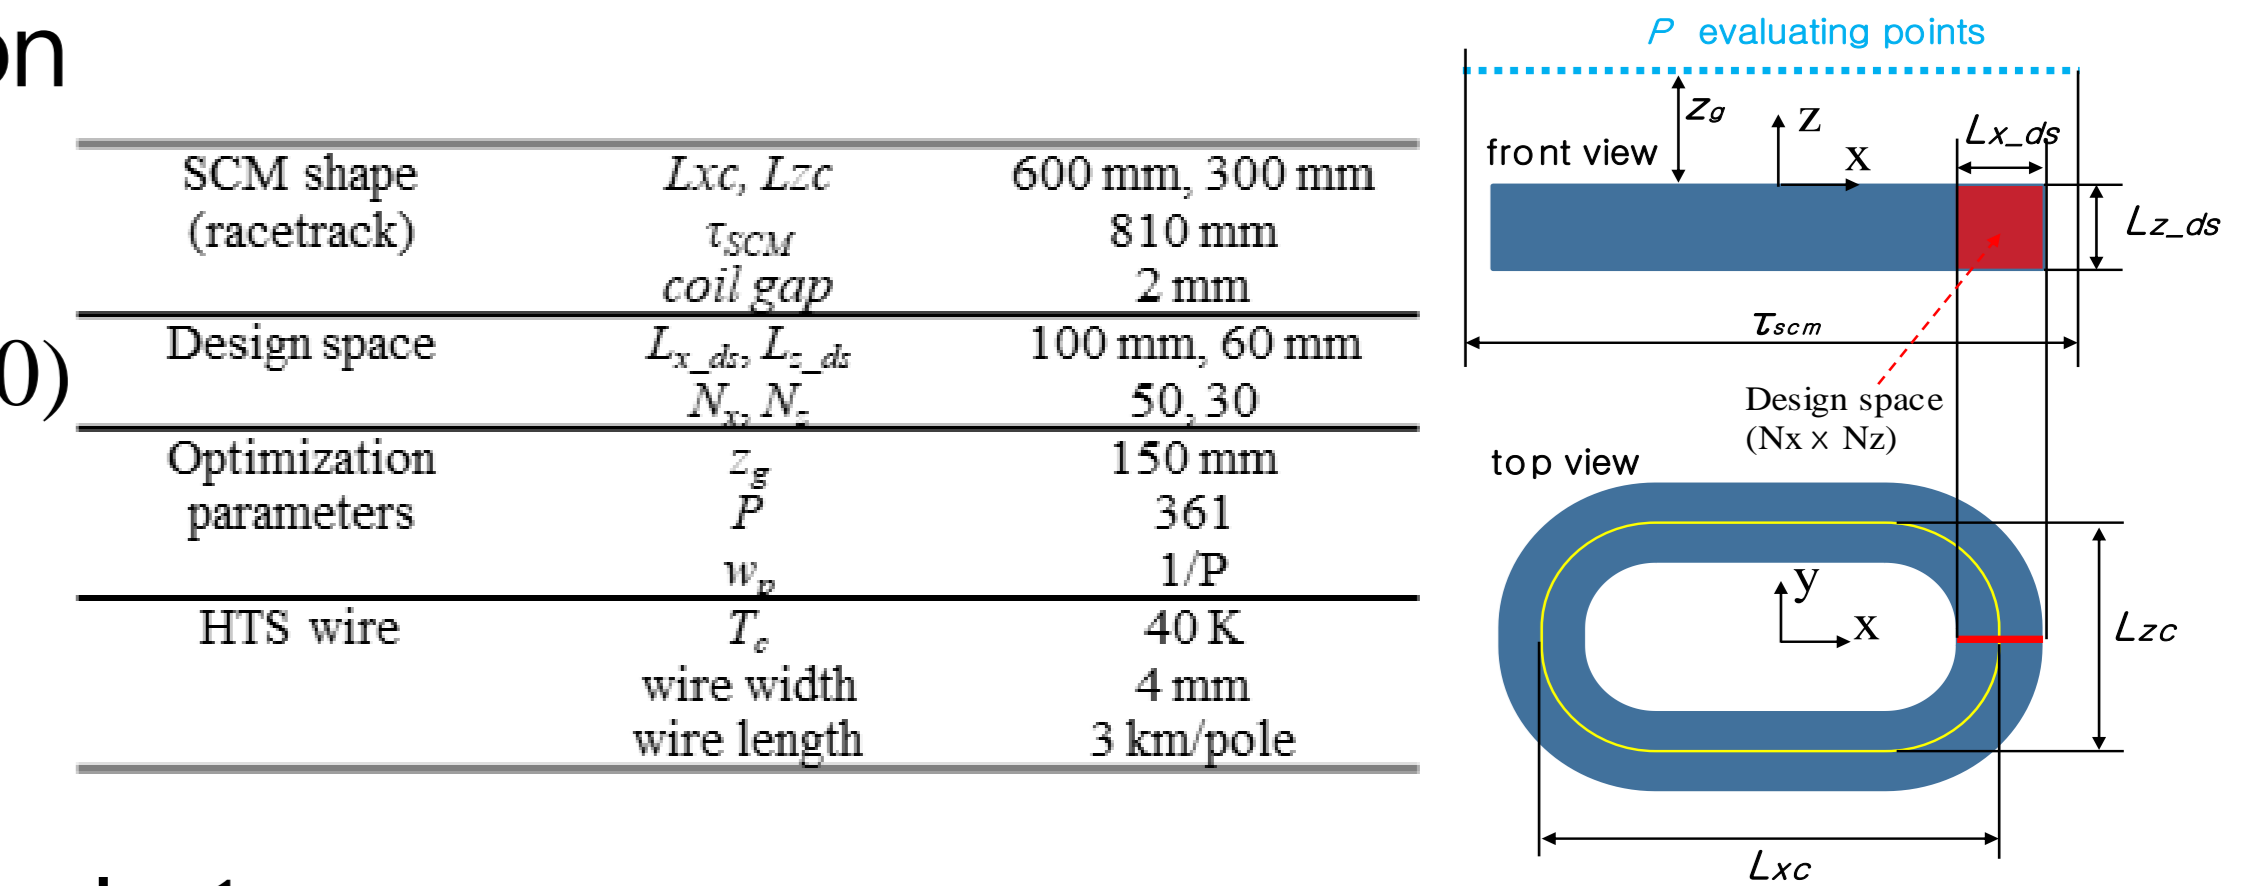 on
SCM shape Lxc, Lzc 600 mm, 300 mm
(racetrack) τSCM 810 mm
coil gap 2 mm
Design space Lx_ds, Lz_ds 100 mm, 60 mm
0)
Nx, Nz 50, 30
Optimization zg 150 mm
parameters P 361
wp 1/P
HTS wire Tc 40 K
wire width 4 mm
wire length 3 km/pole
P evaluating points
zg
z
Lx_ds
front view
x
Lz_ds
τscm
Design space
(Nx × Nz)
top view
y
x
Lzc
Lxc